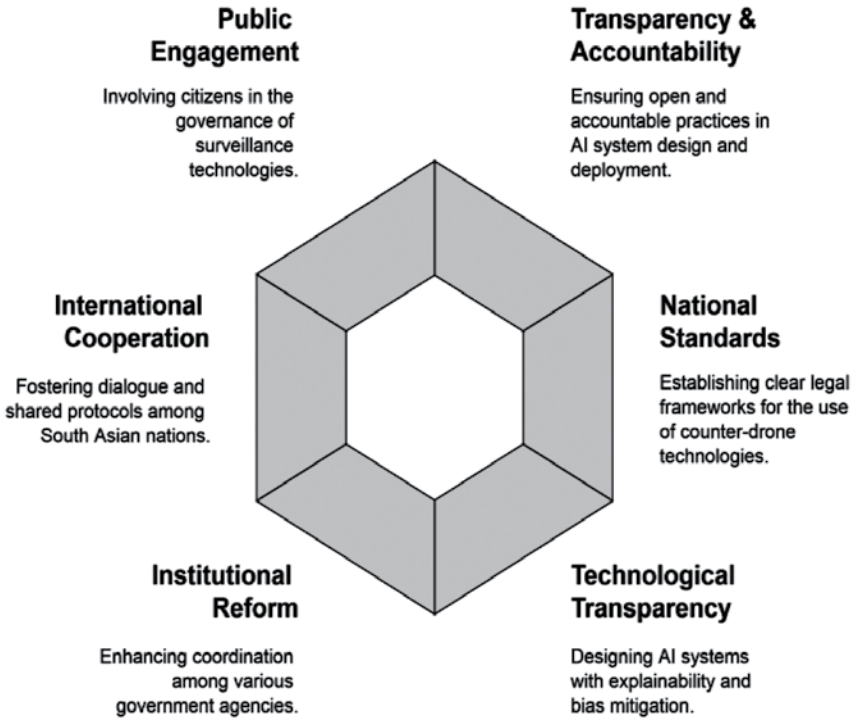 Public
Engagement
Involving citizens in the
governance of
surveillance
technologies.
Transparency &
Accountability
Ensuring open and
accountable practices in
AI system design and
deployment.
International
Cooperation
Fostering dialogue and
shared protocols among
South Asian nations.
National
Standards
Establishing clear legal
frameworks for the use
of counter-drone
technologies.
Institutional
Reform
Enhancing coordination
among various
government agencies.
Technological
Transparency
Designing AI systems
with explainability and
bias mitigation.